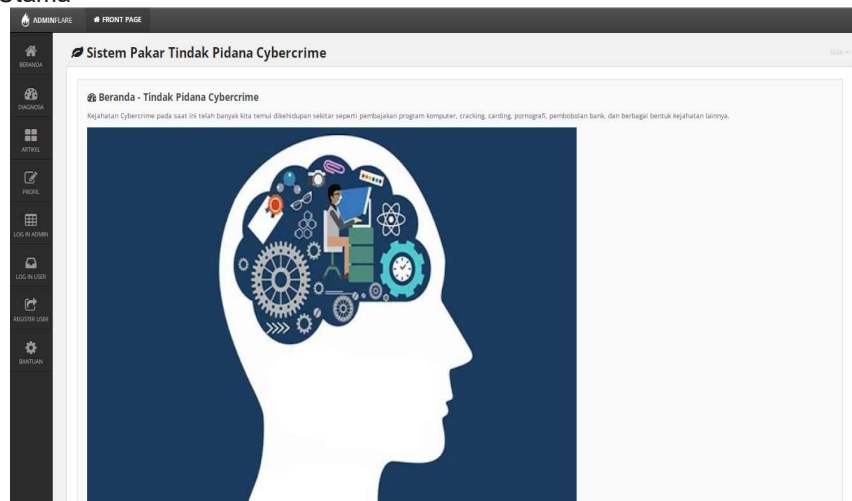 Utama
ADMINFLARE
FRONT PAGE
Sistem Pakar Tindak Pidana Cybercrime
BERANDA
DIAGNOSA
ARTIKEL
PROFIL
LOG IN ADMIN
LOG IN USER
REGISTER USER
BANTUAN
Beranda - Tindak Pidana Cybercrime
Kejahatan Cybercrime pada saat ini telah banyak kita temui dikehidupan sekitar seperti pembajakan program komputer, cracking, carding, pornografi, pembobolan bank, dan berbagai bentuk kejahatan lainnya.